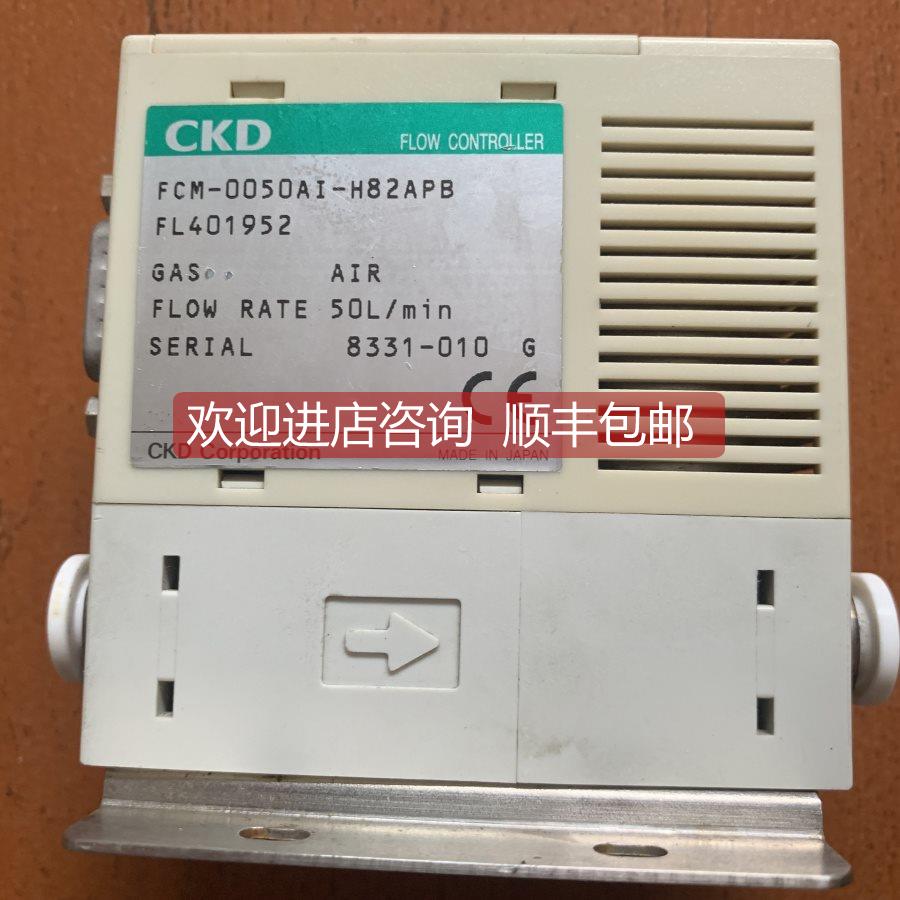 CKD FLOW CONTROLLER
FCM-0050AI-H82APB
FL401952
GAS AIR
FLOW RATE 50L/min
SERIAL 8331-010 G
CE
欢迎进店咨询 顺丰包邮
CKD Corporation MADE IN JAPAN